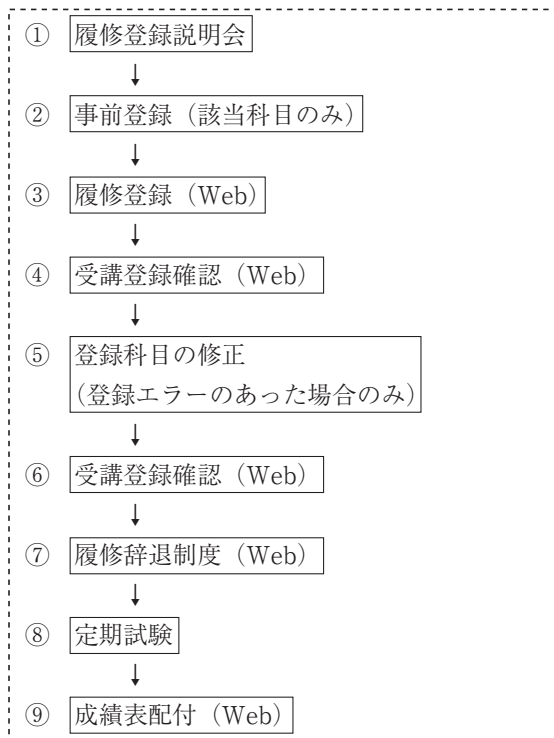 ① 履修登録説明会
② 事前登録（該当科目のみ）
③ 履修登録（Web）
④ 受講登録確認（Web）
⑤ 登録科目の修正
（登録エラーのあった場合のみ）
⑥ 受講登録確認（Web）
⑦ 履修辞退制度（Web）
⑧ 定期試験
⑨ 成績表配付（Web）